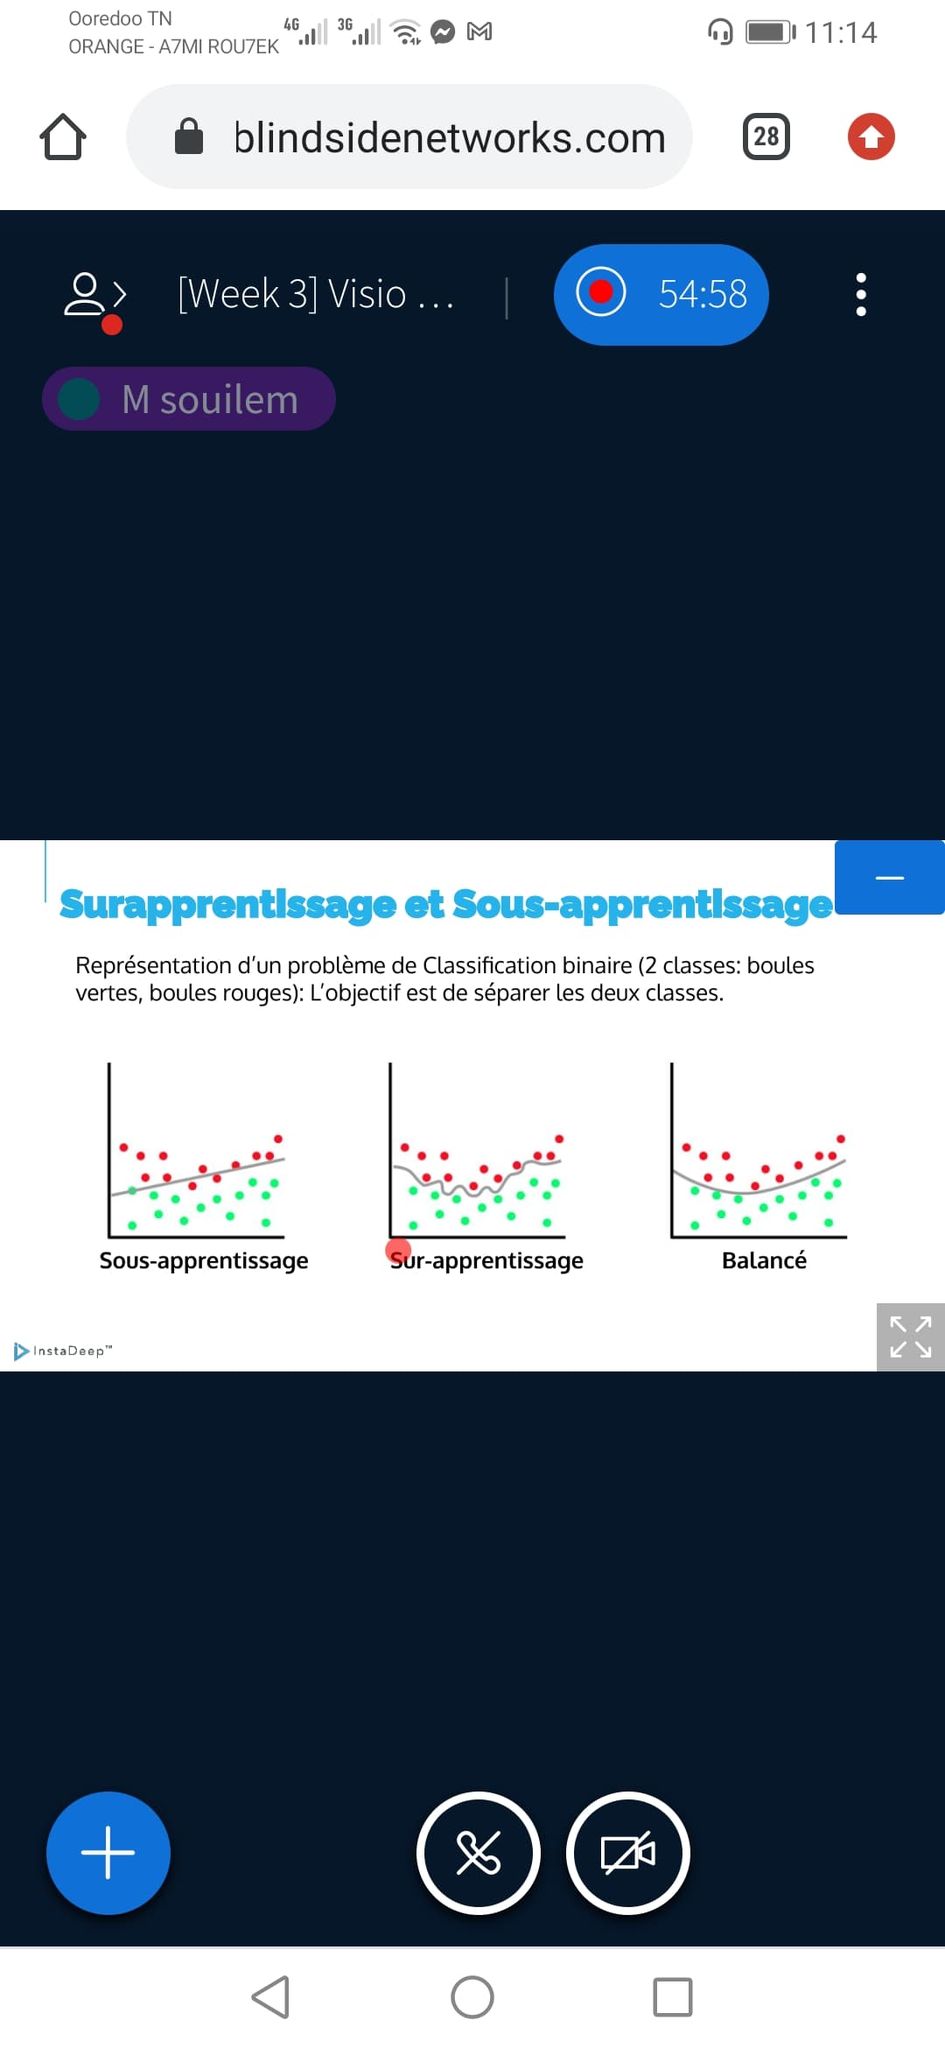 Ooredoo TN
ORANGE - A7MI ROU7EK
4G
3G
11:14
blindsidenetworks.com
28
[Week 3] Visio ...
54:58
M souilem
Surapprentissage et Sous-apprentissage
Représentation d'un problème de Classification binaire (2 classes: boules
vertes, boules rouges): L'objectif est de séparer les deux classes.
Sous-apprentissage
Sur-apprentissage
Balancé
InstaDeep™